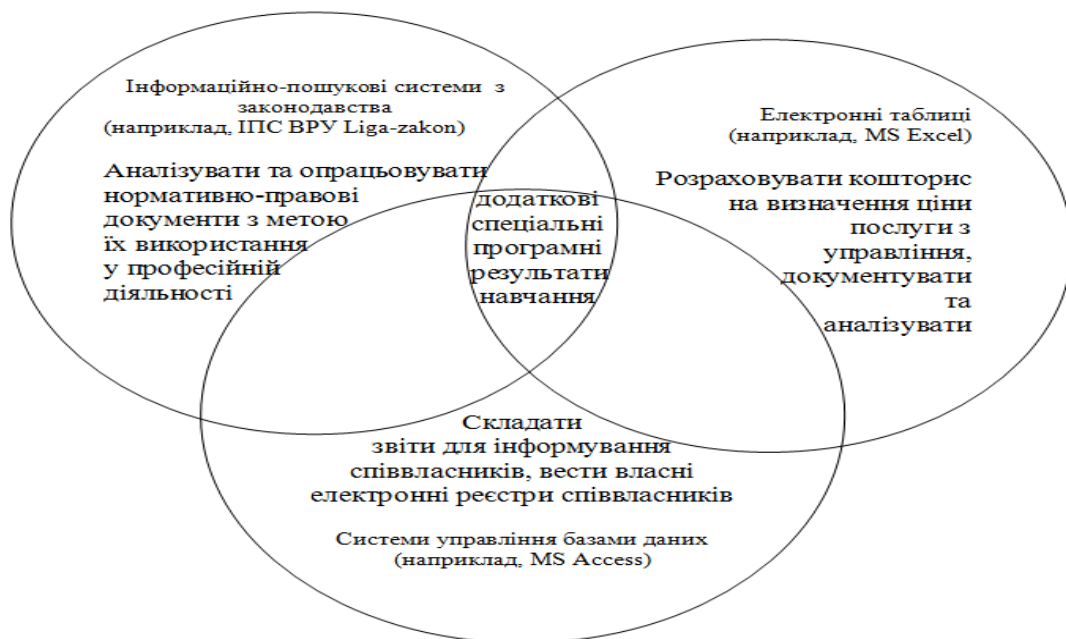 Інформаційно-пошукові системи з
законодавства
(наприклад, ІПС ВРУ Liga-zakon)
Аналізувати та опрацьовувати
нормативно-правові
документи з метою
їх використання
у професійній
діяльності
додаткові
спеціальні
програмні
результати
навчання
Електронні таблиці
(наприклад, MS Excel)
Розраховувати кошторис
на визначення ціни
послуги з
управління,
документувати
та
аналізувати
Складати
звіти для інформування
співвласників, вести власні
електронні реєстри співвласників
Системи управління базами даних
(наприклад, MS Access)